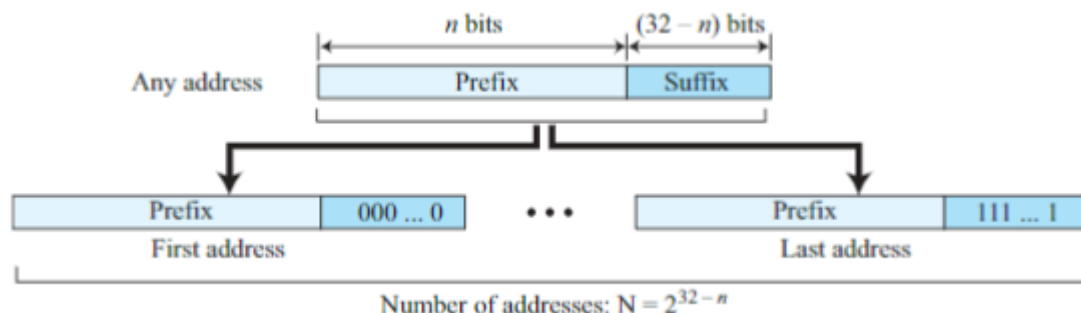 n bits (32 – n) bits
Any address Prefix Suffix
Prefix 000 ... 0 Prefix 111 ... 1
First address Last address
Number of addresses: N = 2^{32 – n}